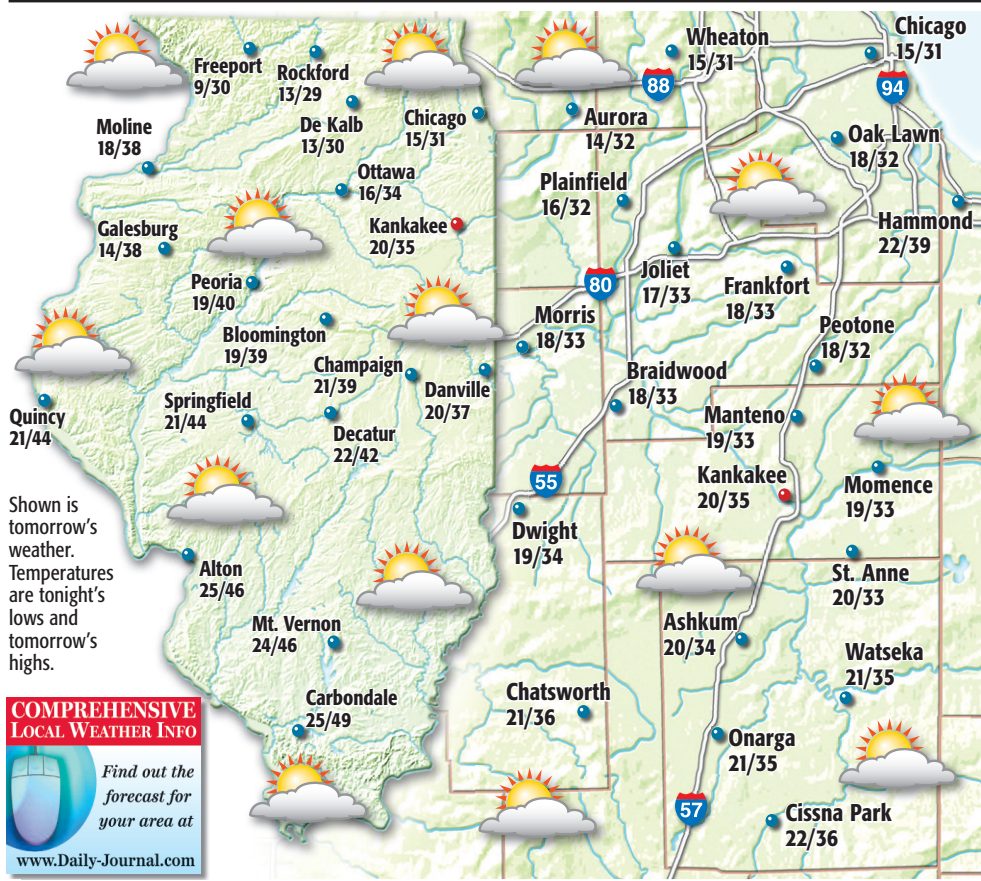 Freeport
9/30
Rockford
13/29
De Kalb
13/30
Chicago
15/31
Moline
18/38
Ottawa
16/34
Galesburg
14/38
Kankakee
20/35
Peoria
19/40
Bloomington
19/39
Champaign
21/39
Danville
20/37
Quincy
21/44
Springfield
21/44
Decatur
22/42
Alton
25/46
Mt. Vernon
24/46
Carbondale
25/49
Shown is
tomorrow's
weather.
Temperatures
are tonight's
lows and
tomorrow's
highs.
COMPREHENSIVE
LOCAL WEATHER INFO
Find out the
forecast for
your area at
www.Daily-Journal.com
Wheaton
15/31
Chicago
15/31
88
94
Aurora
14/32
Oak Lawn
18/32
Plainfield
16/32
Hammond
22/39
80
Joliet
17/33
Frankfort
18/33
Morris
18/33
Peotone
18/32
Braidwood
18/33
Manteno
19/33
55
Kankakee
20/35
Momence
19/33
Dwight
19/34
St. Anne
20/33
Ashkum
20/34
Watseka
21/35
Chatsworth
21/36
Onarga
21/35
57
Cissna Park
22/36